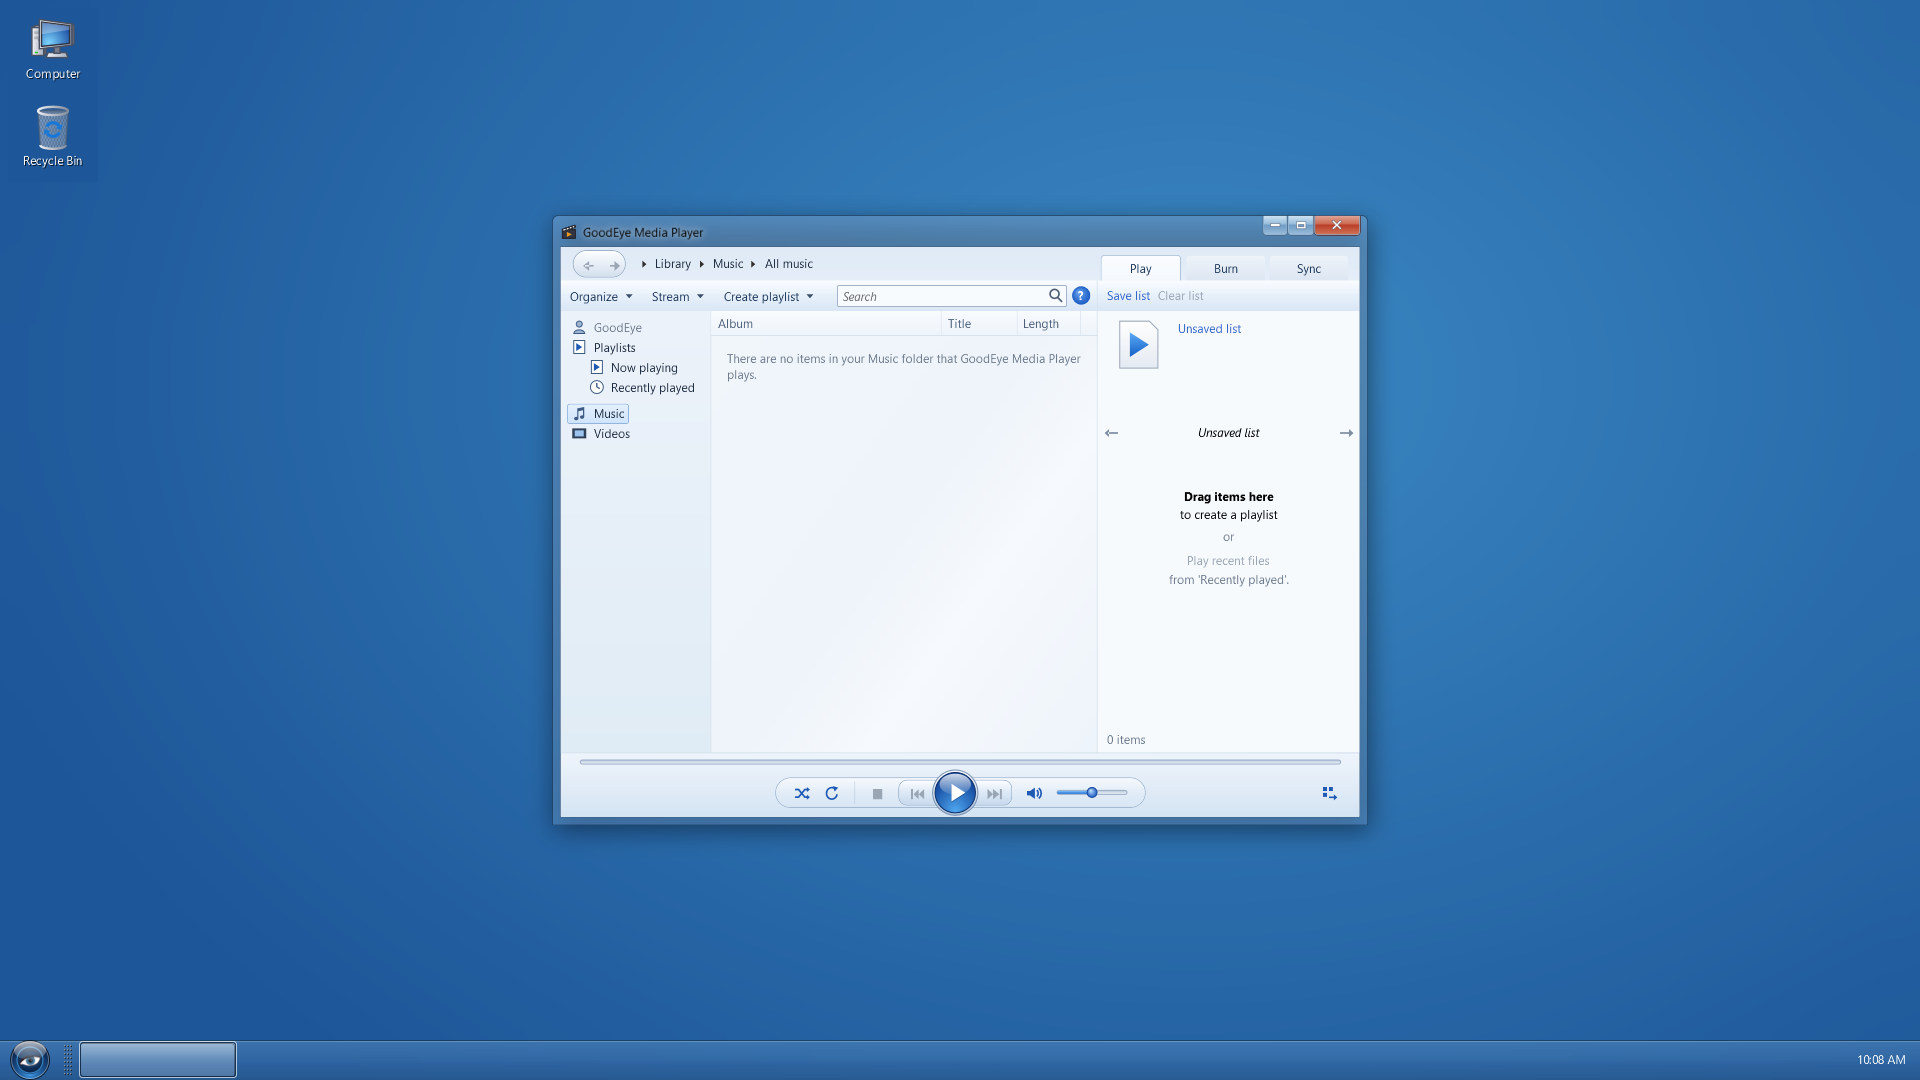 Computer
Recycle Bin
GoodEye Media Player
Library Music All music
Play Burn Sync
Organize Stream Create playlist Search ? Save list Clear list
GoodEye
Playlists
Now playing
Recently played
Music
Videos
Album Title Length
There are no items in your Music folder that GoodEye Media Player
plays.
Unsaved list
Unsaved list
Drag items here
to create a playlist
or
Play recent files
from 'Recently played'.
0 items
10:08 AM